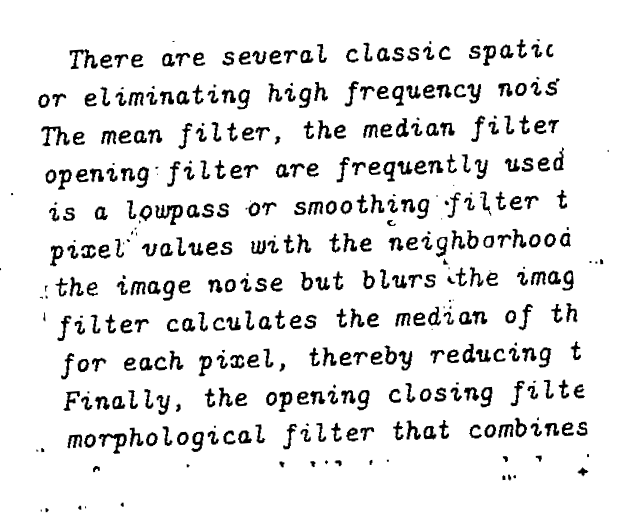 There are several classic spatic
or eliminating high frequency nois
The mean filter, the median filter
opening filter are frequently used
is a lowpass or smoothing filter t
pixel values with the neighborhood
the image noise but blurs the imag
filter calculates the median of th
for each pixel, thereby reducing t
Finally, the opening closing filte
morphological filter that combines